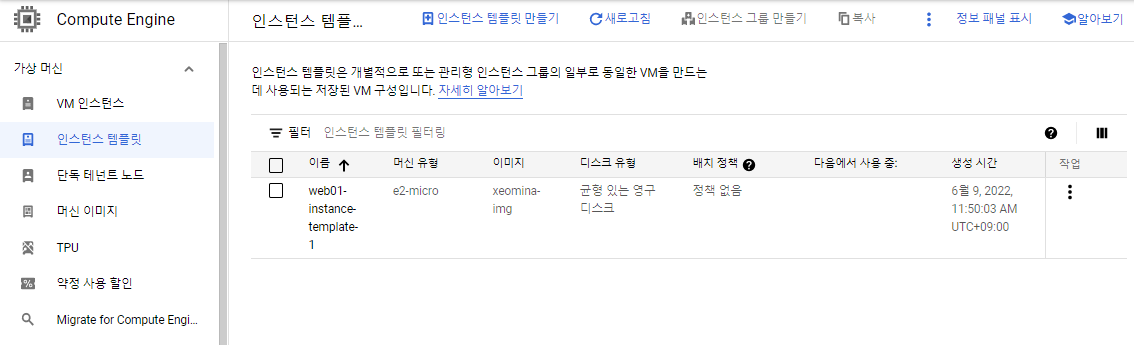 Compute Engine
인스턴스 템플...
인스턴스 템플릿 만들기
새로고침
인스턴스 그룹 만들기
복사
정보 패널 표시
알아보기
가상 머신
VM 인스턴스
인스턴스 템플릿
단독 테넌트 노드
머신 이미지
TPU
약정 사용 할인
Migrate for Compute Engi...
인스턴스 템플릿은 개별적으로 또는 관리형 인스턴스 그룹의 일부로 동일한 VM을 만드는
데 사용되는 저장된 VM 구성입니다. 자세히 알아보기
필터 인스턴스 템플릿 필터링
이름 머신 유형 이미지 디스크 유형 배치 정책 다음에서 사용 중: 생성 시간 작업
web01- e2-micro xeomina- 균형 있는 영구 정책 없음 6월 9, 2022,
instance- img 디스크 11:50:03 AM
template- UTC+09:00
1